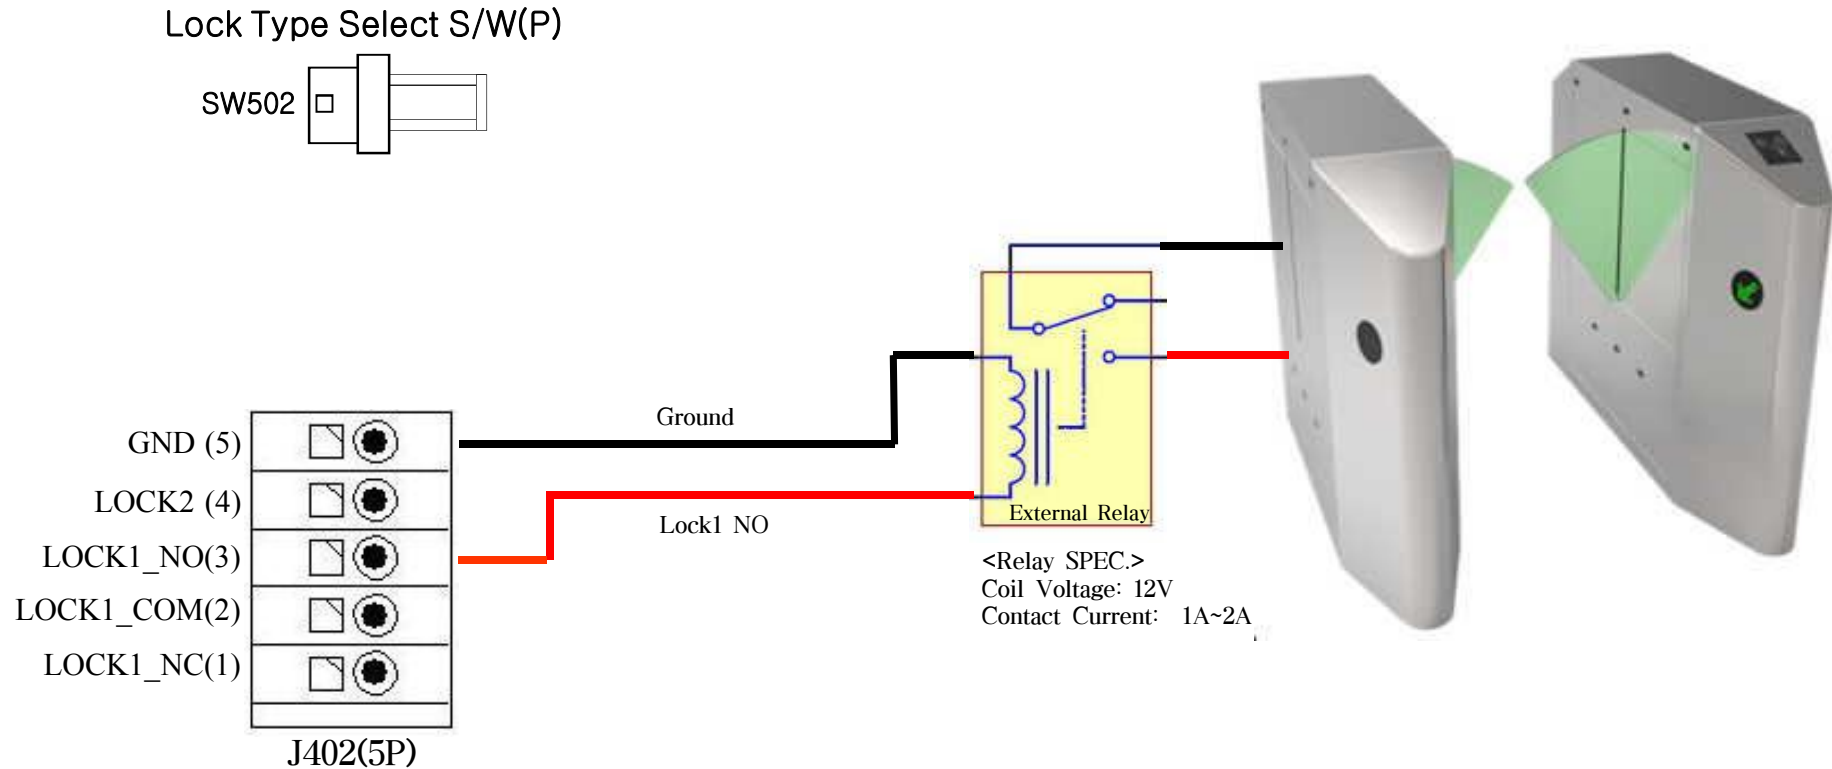 Lock Type Select S/W(P)
SW502
Ground
GND (5)
LOCK2 (4)
Lock1 NO
External Relay
LOCK1_NO(3)
<Relay SPEC.>
Coil Voltage: 12V
LOCK1_COM(2)
Contact Current: 1A~2A
LOCK1_NC(1)
J402(5P)